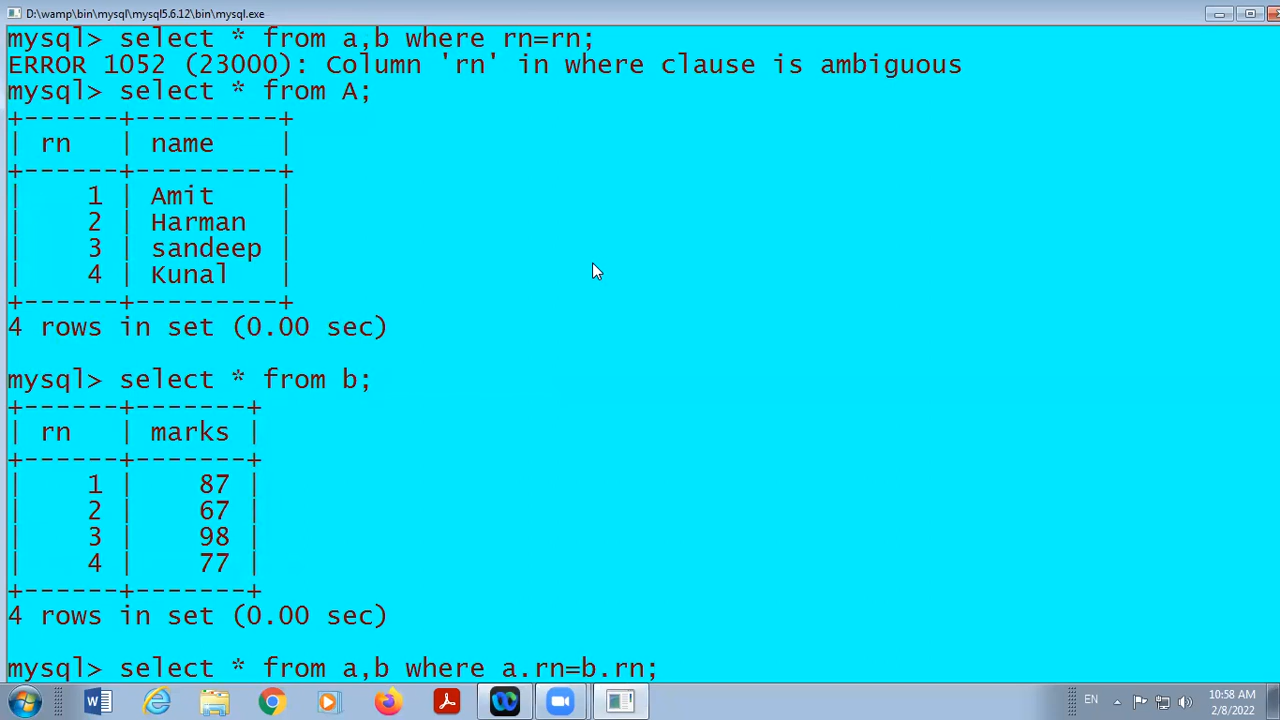 D:\wamp\bin\mysql\mysql5.6.12\bin\mysql.exe
mysql> select * from a,b where rn=rn;
ERROR 1052 (23000): Column 'rn' in where clause is ambiguous
mysql> select * from A;
+------+---------+
| rn   | name    |
+------+---------+
|    1 | Amit    |
|    2 | Harman  |
|    3 | sandeep |
|    4 | Kunal   |
+------+---------+
4 rows in set (0.00 sec)
mysql> select * from b;
+------+-------+
| rn   | marks |
+------+-------+
|    1 |    87 |
|    2 |    67 |
|    3 |    98 |
|    4 |    77 |
+------+-------+
4 rows in set (0.00 sec)
mysql> select * from a,b where a.rn=b.rn;
EN
10:58 AM
2/8/2022